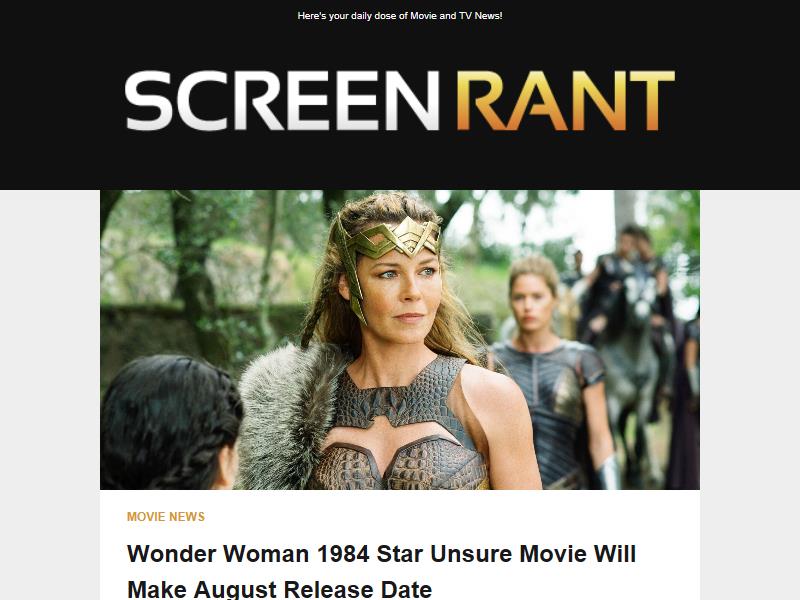 Here's your daily dose of Movie and TV News!
SCREEN RANT
MOVIE NEWS
Wonder Woman 1984 Star Unsure Movie Will
Make August Release Date